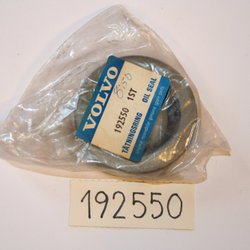 VOLVO
192550 1ST
TÄTNINGSRING OIL SEAL
192550